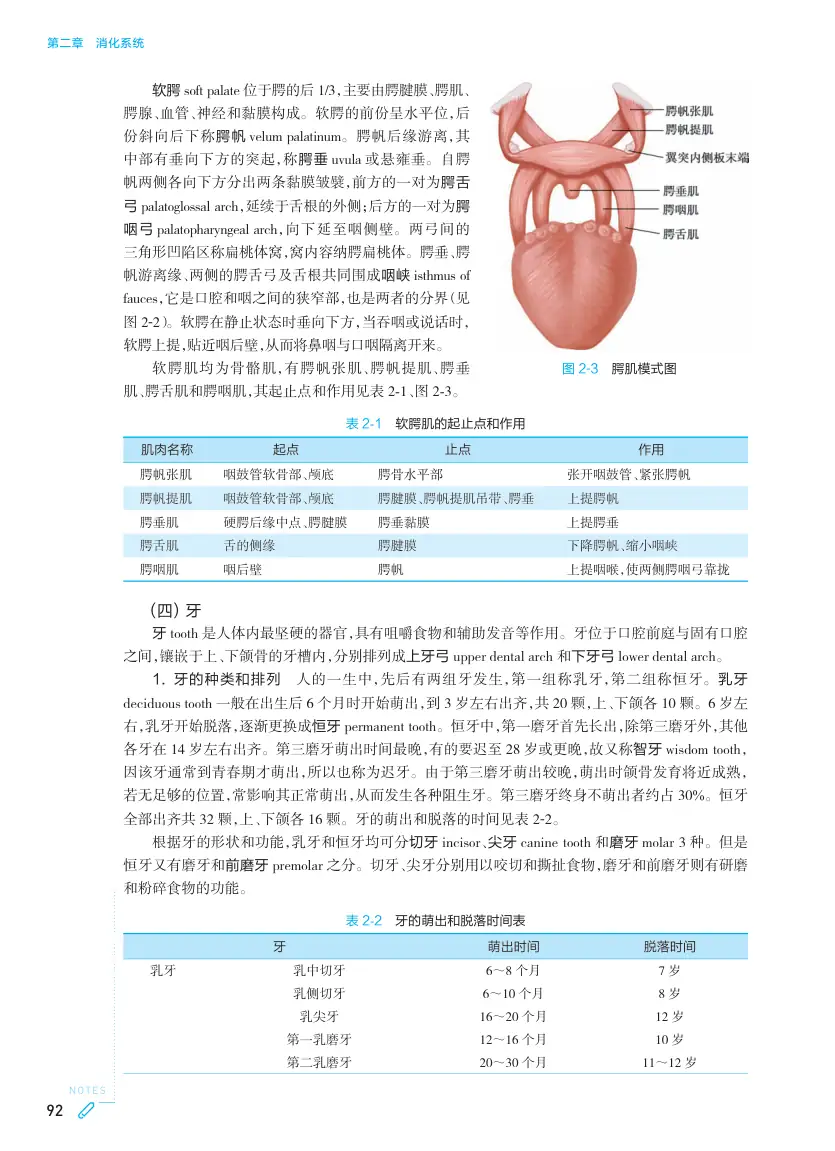 第二章 消化系统
软腭 soft palate 位于腭的后 1/3,主要由腭腱膜、腭肌、
腭腺、血管、神经和黏膜构成。软腭的前份呈水平位,后
份斜向后下称腭帆 velum palatinum。腭帆后缘游离,其
中部有垂向下方的突起,称腭垂 uvula 或悬雍垂。自腭
帆两侧各向下方分出两条黏膜皱襞,前方的一对为腭舌
弓 palatoglossal arch,延续于舌根的外侧;后方的一对为腭
咽弓 palatopharyngeal arch,向下延至咽侧壁。两弓间的
三角形凹陷区称扁桃体窝,窝内容纳腭扁桃体。腭垂、腭
帆游离缘、两侧的腭舌弓及舌根共同围成咽峡 isthmus of
fauces,它是口腔和咽之间的狭窄部,也是两者的分界(见
图 2-2)。软腭在静止状态时垂向下方,当吞咽或说话时,
软腭上提,贴近咽后壁,从而将鼻咽与口咽隔离开来。
软腭肌均为骨骼肌,有腭帆张肌、腭帆提肌、腭垂
肌、腭舌肌和腭咽肌,其起止点和作用见表 2-1、图 2-3。
腭帆张肌
腭帆提肌
翼突内侧板末端
腭垂肌
腭咽肌
腭舌肌
图 2-3 腭肌模式图
表 2-1 软腭肌的起止点和作用
肌肉名称 起点 止点 作用
腭帆张肌 咽鼓管软骨部、颅底 腭骨水平部 张开咽鼓管、紧张腭帆
腭帆提肌 咽鼓管软骨部、颅底 腭腱膜、腭帆提肌吊带、腭垂 上提腭帆
腭垂肌 硬腭后缘中点、腭腱膜 腭垂黏膜 上提腭垂
腭舌肌 舌的侧缘 腭腱膜 下降腭帆、缩小咽峡
腭咽肌 咽后壁 腭帆 上提咽喉,使两侧腭咽弓靠拢
(四)牙
牙 tooth 是人体内最坚硬的器官,具有咀嚼食物和辅助发音等作用。牙位于口腔前庭与固有口腔
之间,镶嵌于上、下颌骨的牙槽内,分别排列成上牙弓 upper dental arch 和下牙弓 lower dental arch。
1. 牙的种类和排列 人的一生中,先后有两组牙发生,第一组称乳牙,第二组称恒牙。乳牙
deciduous tooth 一般在出生后 6 个月时开始萌出,到 3 岁左右出齐,共 20 颗,上、下颌各 10 颗。6 岁左
右,乳牙开始脱落,逐渐更换成恒牙 permanent tooth。恒牙中,第一磨牙首先长出,除第三磨牙外,其他
各牙在 14 岁左右出齐。第三磨牙萌出时间最晚,有的要迟至 28 岁或更晚,故又称智牙 wisdom tooth,
因该牙通常到青春期才萌出,所以也称为迟牙。由于第三磨牙萌出较晚,萌出时颌骨发育将近成熟,
若无足够的位置,常影响其正常萌出,从而发生各种阻生牙。第三磨牙终身不萌出者约占 30%。恒牙
全部出齐共 32 颗,上、下颌各 16 颗。牙的萌出和脱落的时间见表 2-2。
根据牙的形状和功能,乳牙和恒牙均可分切牙 incisor、尖牙 canine tooth 和磨牙 molar 3 种。但是
恒牙又有磨牙和前磨牙 premolar 之分。切牙、尖牙分别用以咬切和撕扯食物,磨牙和前磨牙则有研磨
和粉碎食物的功能。
表 2-2 牙的萌出和脱落时间表
牙 萌出时间 脱落时间
乳牙 乳中切牙 6～8 个月 7 岁
乳侧切牙 6～10 个月 8 岁
乳尖牙 16～20 个月 12 岁
第一乳磨牙 12～16 个月 10 岁
第二乳磨牙 20～30 个月 11～12 岁
NOTES
92